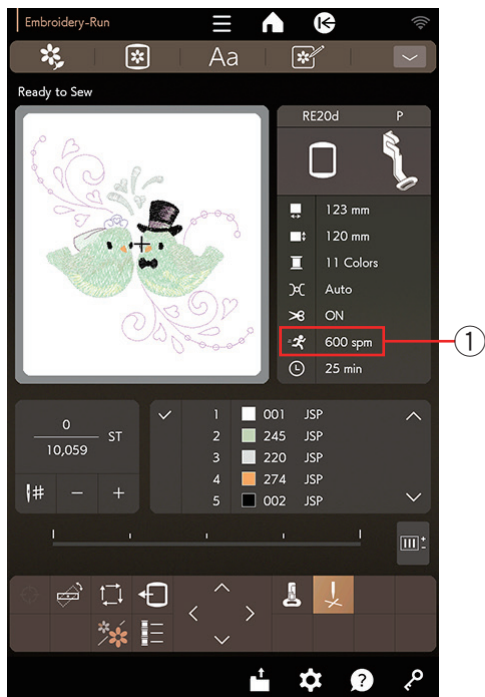 Embroidery-Run
Aa
Ready to Sew
RE20d P
123 mm
120 mm
11 Colors
Auto
ON
600 spm
1
25 min
0
10,059
ST
1 001 JSP
2 245 JSP
3 220 JSP
4 274 JSP
5 002 JSP
# - +
?